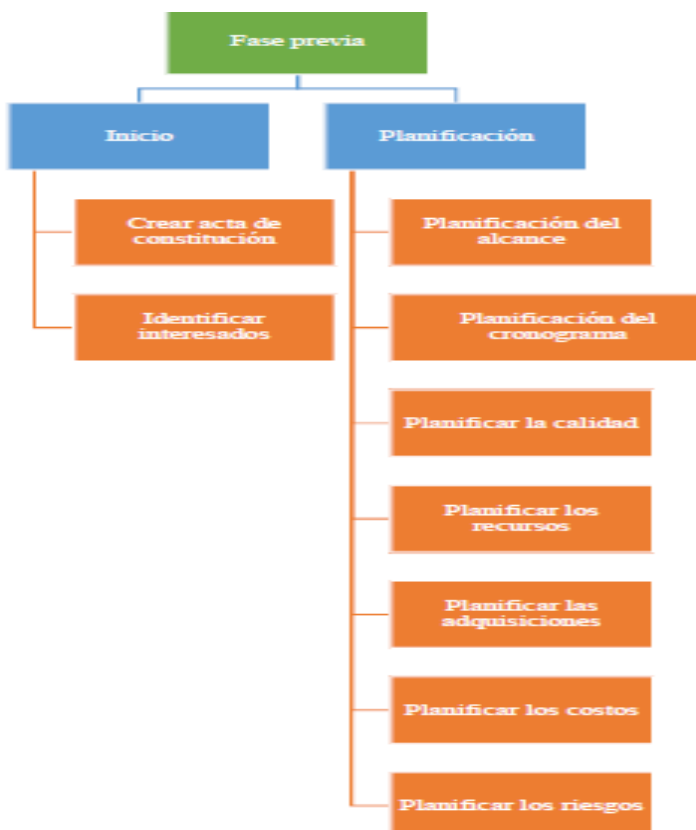 Fase previa
Inicio
Planificación
Crear acta de
constitución
Identificar
interesados
Planificación del
alcance
Planificación del
cronograma
Planificar la calidad
Planificar los
recursos
Planificar las
adquisiciones
Planificar los costos
Planificar los riesgos